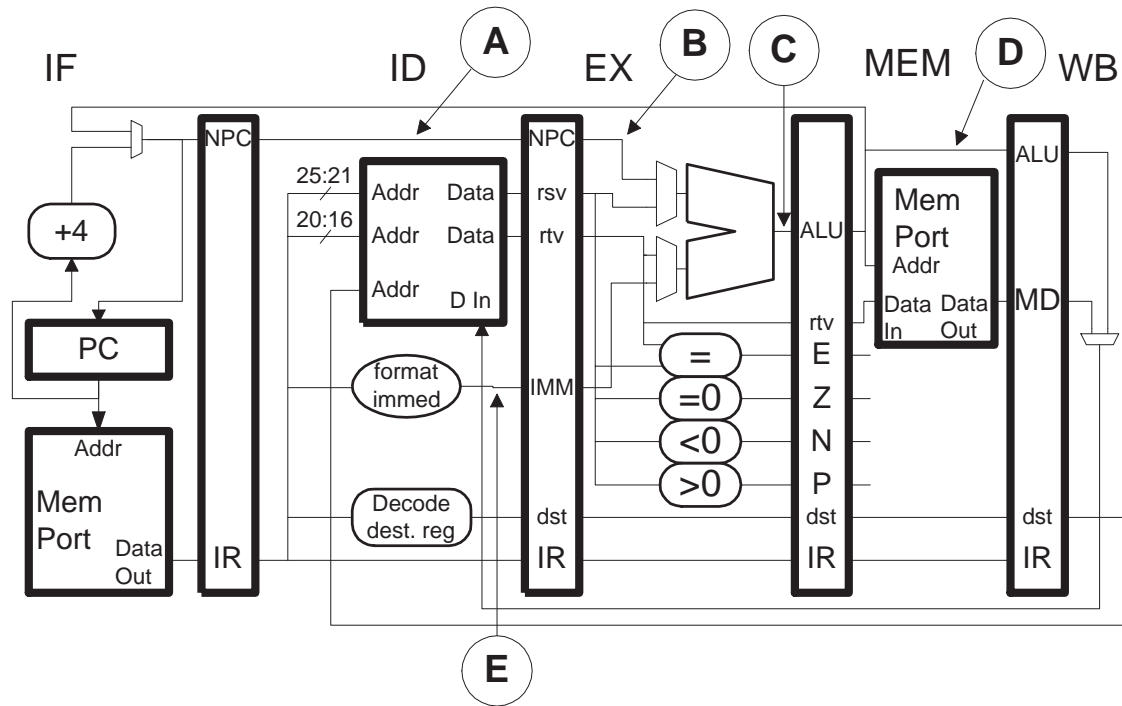 IF
ID
EX
MEM
WB
A
B
C
D
E
+4
PC
Addr
Mem
Port
Data
Out
NPC
IR
25:21
20:16
Addr
Data
Addr
Data
Addr
D In
format
immed
Decode
dest. reg
NPC
rsv
rtv
IMM
dst
IR
=
=0
<0
>0
ALU
rtv
E
Z
N
P
dst
IR
Mem
Port
Addr
Data
In
Data
Out
ALU
MD
dst
IR